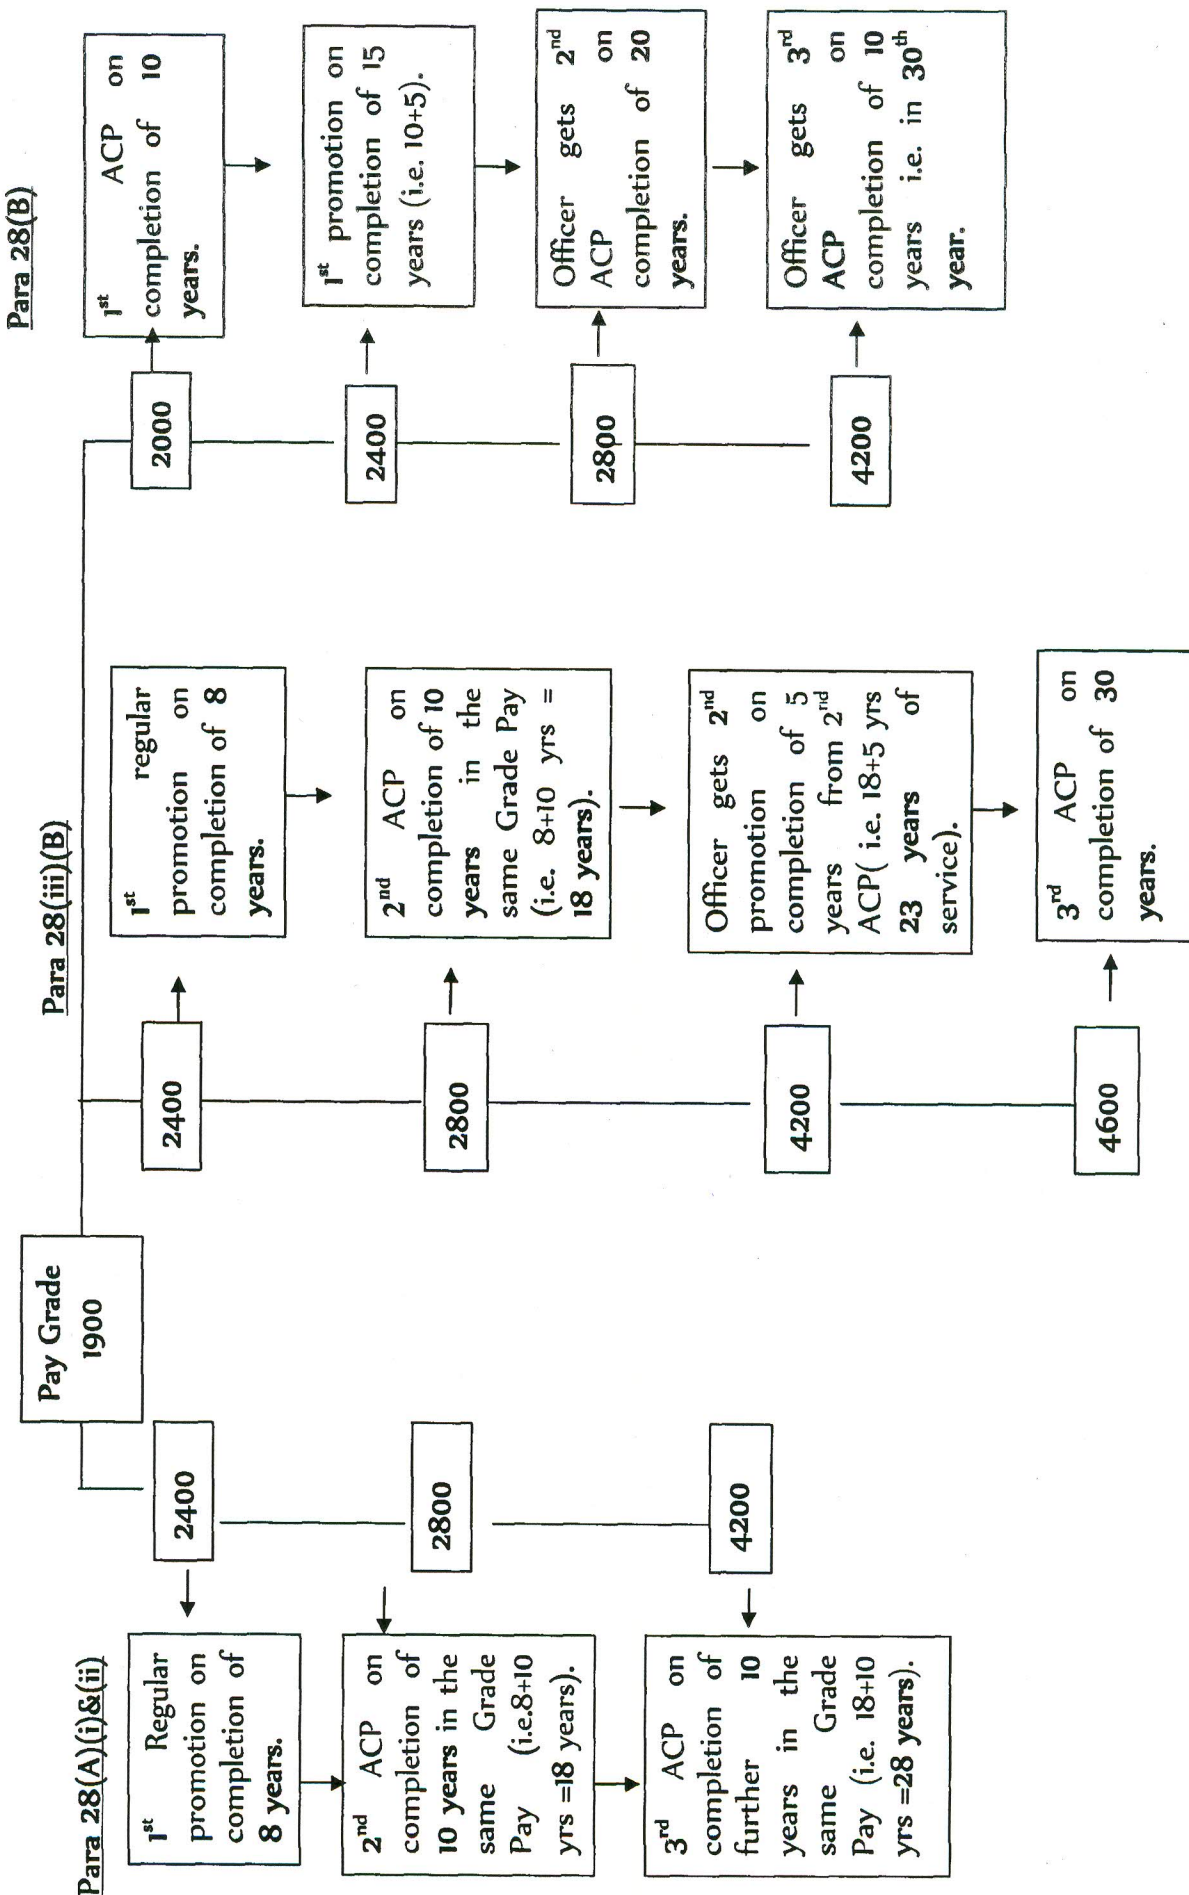 Pay Grade
1900
Para 28(A)(i)&(ii)
2400
1st Regular
promotion on
completion of
8 years.
2800
2nd ACP on
completion of
10 years in the
same Grade
Pay (i.e.8+10
yrs =18 years).
4200
3rd ACP on
completion of
further 10
years in the
same Grade
Pay (i.e. 18+10
yrs =28 years).
Para 28(iii)(B)
2400
1st regular
promotion on
completion of 8
years.
2800
2nd ACP on
completion of 10
years in the
same Grade Pay
(i.e. 8+10 yrs =
18 years).
4200
Officer gets 2nd
promotion on
completion of 5
years from 2nd
ACP( i.e. 18+5 yrs
23 years of
service).
4600
3rd ACP on
completion of 30
years.
Para 28(B)
2000
1st ACP on
completion of 10
years.
2400
1st promotion on
completion of 15
years (i.e. 10+5).
2800
Officer gets 2nd
ACP on
completion of 20
years.
4200
Officer gets 3rd
ACP on
completion of 10
years i.e. in 30th
year.